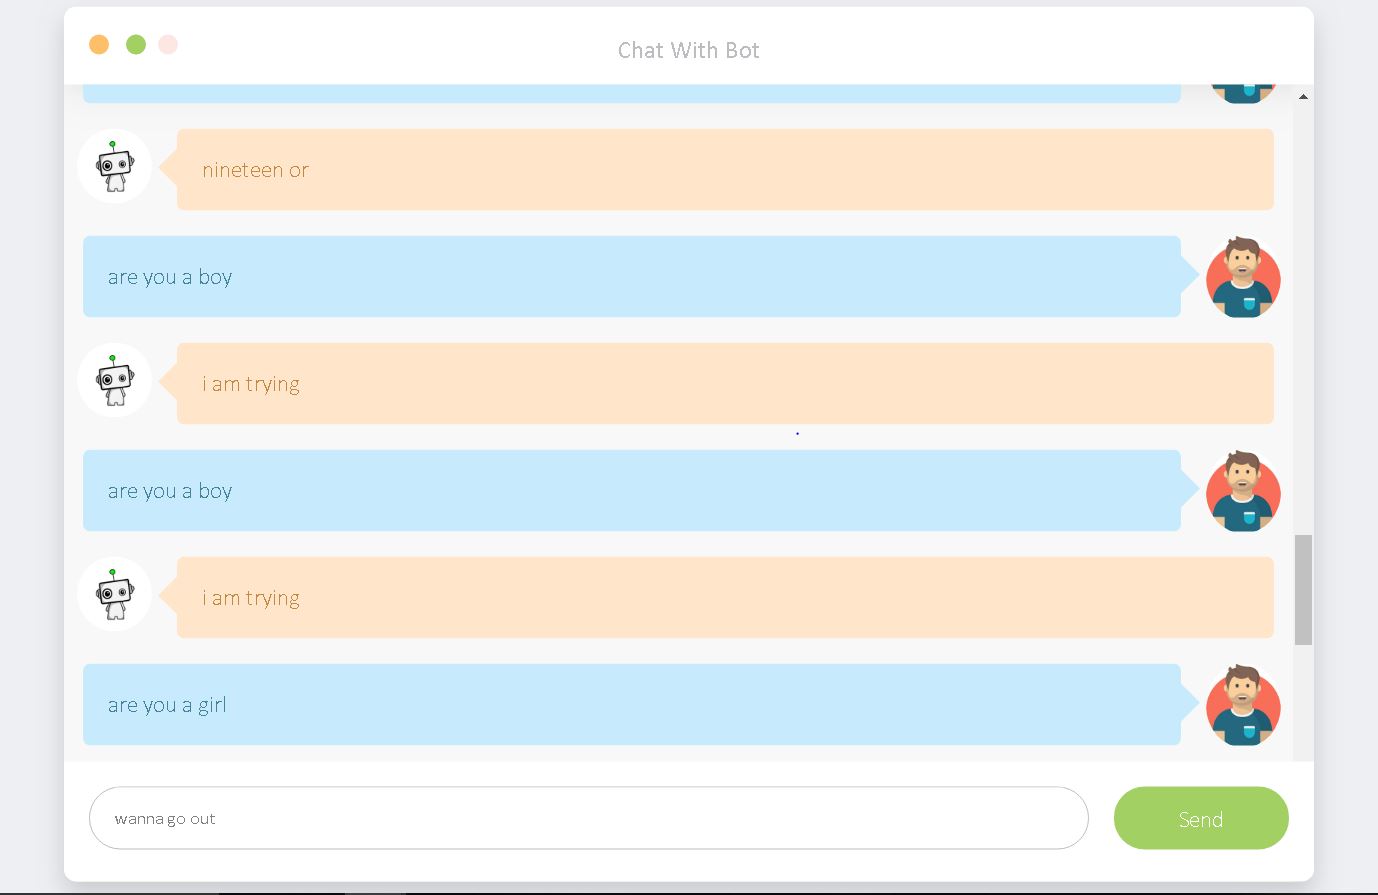 Chat With Bot
nineteen or
are you a boy
i am trying
are you a boy
i am trying
are you a girl
wanna go out
Send